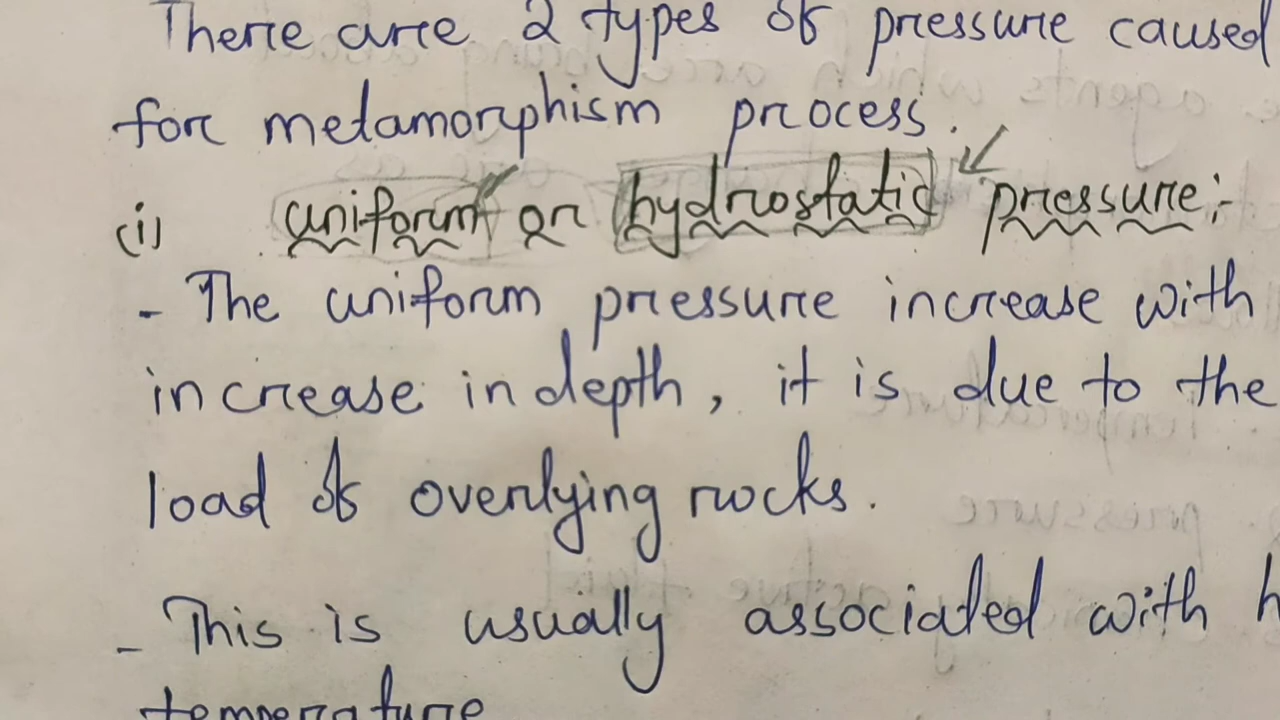 There are 2 types of pressure caused
for metamorphism process.
(i) uniform or hydrostatic pressure:-
- The uniform pressure increase with
increase in depth, it is due to the
load of overlying rocks.
- This is usually associated with
temperature